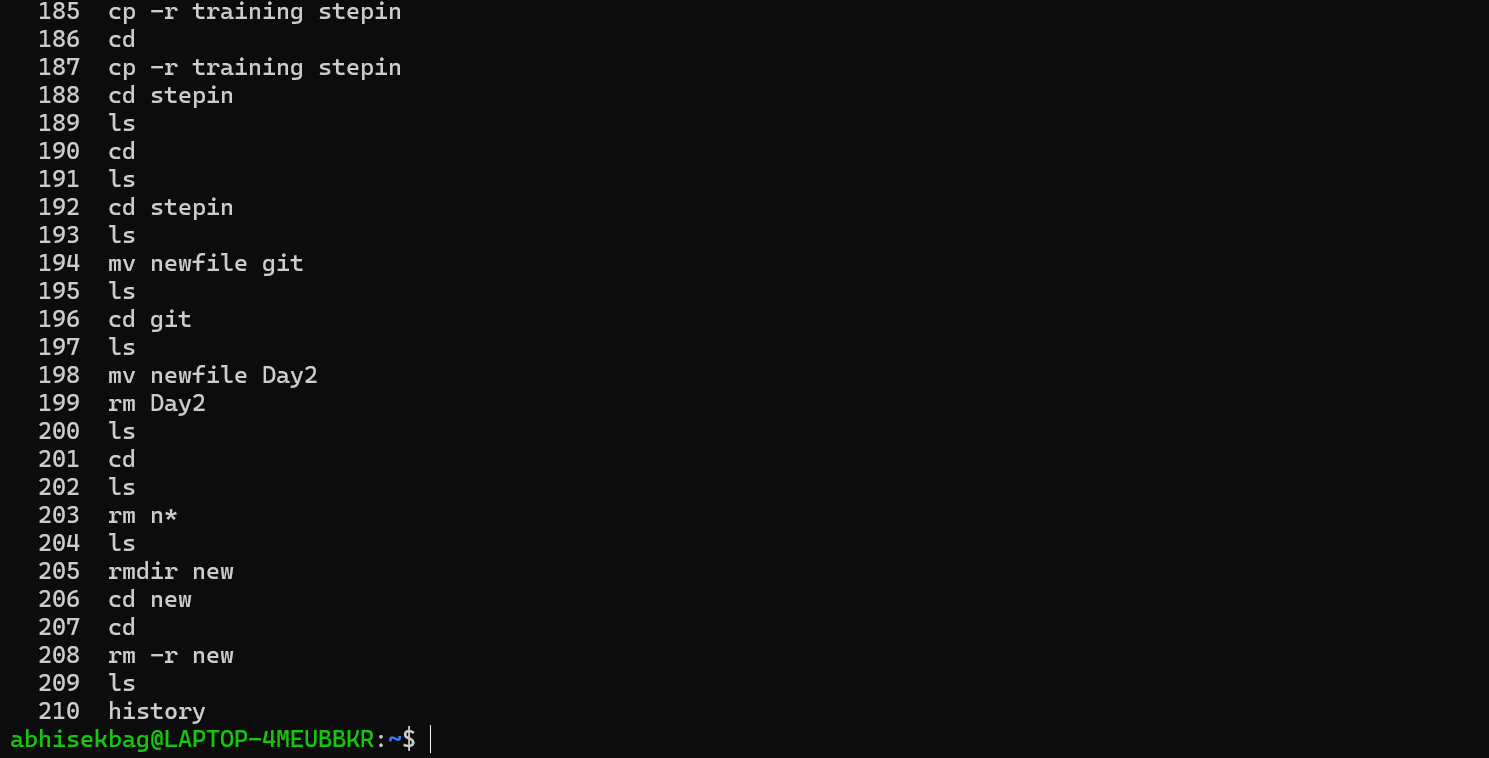 185 cp -r training stepin
186 cd
187 cp -r training stepin
188 cd stepin
189 ls
190 cd
191 ls
192 cd stepin
193 ls
194 mv newfile git
195 ls
196 cd git
197 ls
198 mv newfile Day2
199 rm Day2
200 ls
201 cd
202 ls
203 rm n*
204 ls
205 rmdir new
206 cd new
207 cd
208 rm -r new
209 ls
210 history
abhisekbag@LAPTOP-4MEUBBKR:~$